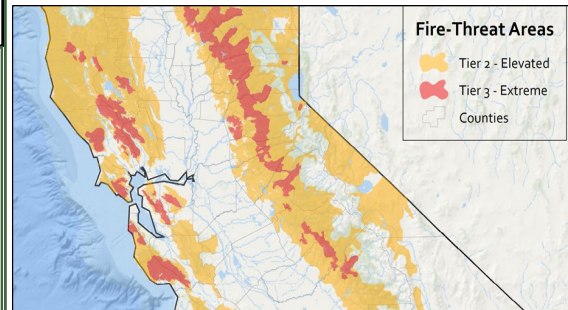 Fire-Threat Areas
Tier 2 - Elevated
Tier 3 - Extreme
Counties